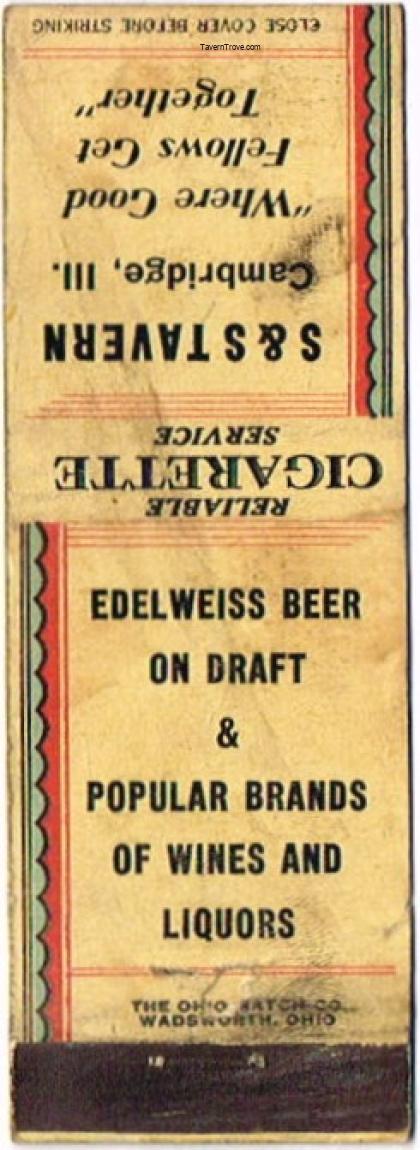 CLOSE COVER BEFORE STRIKING
TavernTrove.com
S & S TAVERN
Cambridge, Ill.
"Where Good
Fellows Get
Together"
RELIABLE
CIGARETTE
SERVICE
EDELWEISS BEER
ON DRAFT
&
POPULAR BRANDS
OF WINES AND
LIQUORS
THE OHIO MATCH CO.
WADSWORTH, OHIO